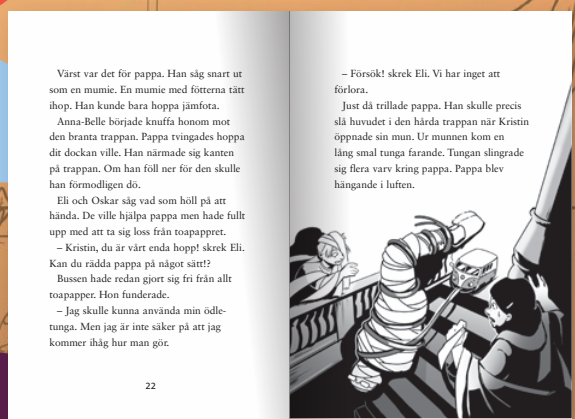 Värst var det för pappa. Han såg snart ut
som en mumie. En mumie med fötterna tätt
ihop. Han kunde bara hoppa jämfota.
Anna-Belle började knuffa honom mot
den branta trappan. Pappa tvingades hoppa
dit dockan ville. Han närmade sig kanten
på trappan. Om han föll ner för den skulle
han förmodligen dö.
Eli och Oskar såg vad som höll på att
hända. De ville hjälpa pappa men hade fullt
upp med att ta sig loss från toapappret.
– Kristin, du är vårt enda hopp! skrek Eli.
Kan du rädda pappa på något sätt!?
Bussen hade redan gjort sig fri från allt
toapapper. Hon funderade.
– Jag skulle kunna använda min ödle-
tunga. Men jag är inte säker på att jag
kommer ihåg hur man gör.
22
– Försök! skrek Eli. Vi har inget att
förlora.
Just då trillade pappa. Han skulle precis
slå huvudet i den hårda trappan när Kristin
öppnade sin mun. Ur munnen kom en
lång smal tunga farande. Tungan slingrade
sig flera varv kring pappa. Pappa blev
hängande i luften.